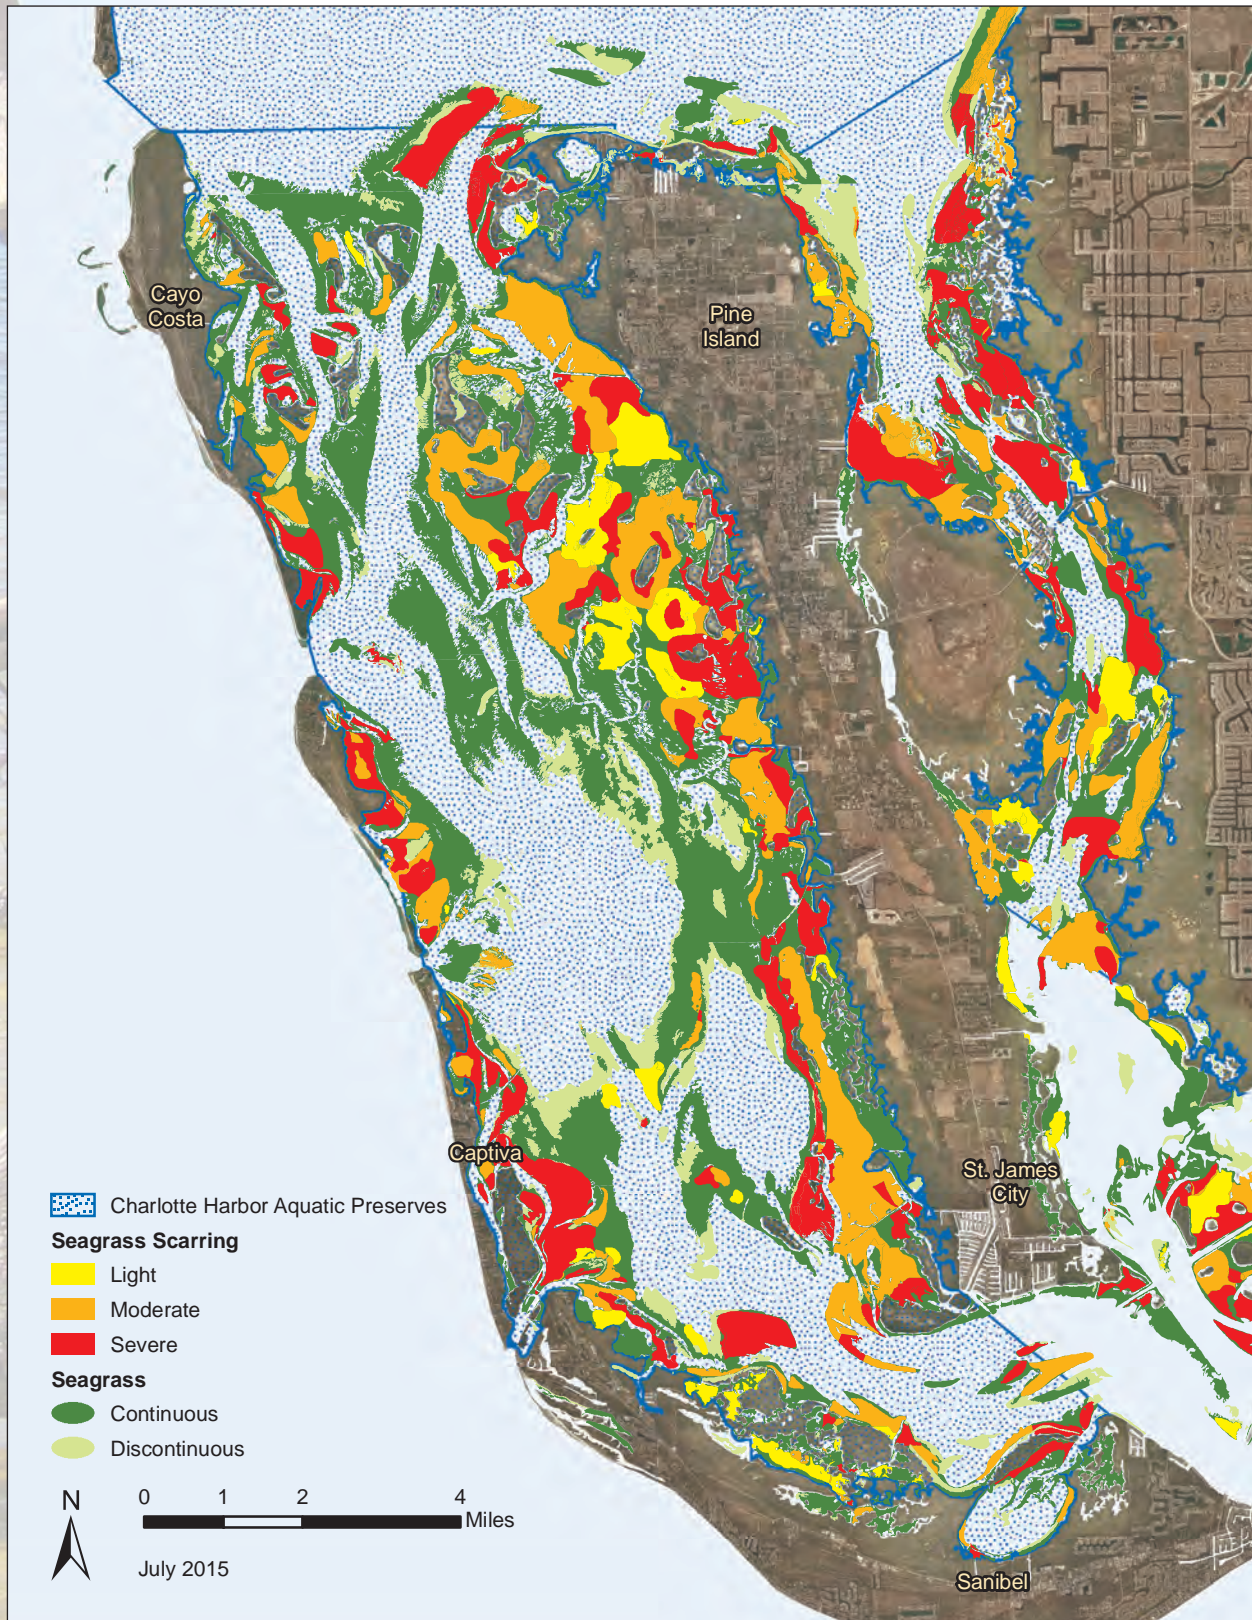 Cayo
Costa
Pine
Island
Captiva
St. James
City
Sanibel
Charlotte Harbor Aquatic Preserves
Seagrass Scarring
Light
Moderate
Severe
Seagrass
Continuous
Discontinuous
N
0 1 2 4
Miles
July 2015